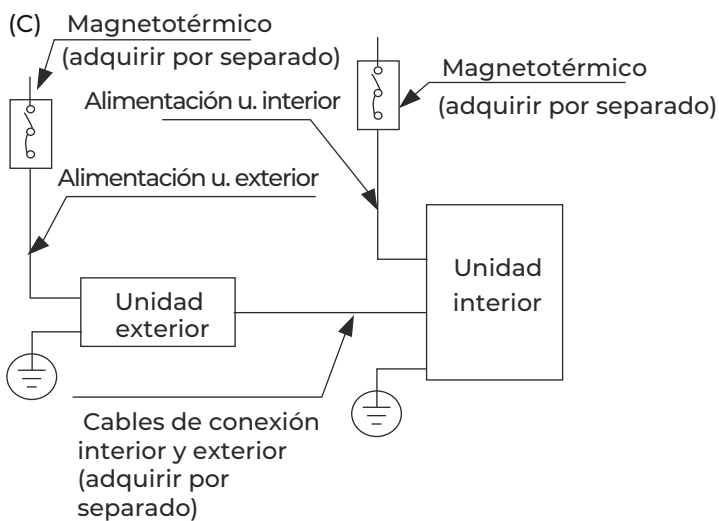 (C) Magnetotérmico
(adquirir por separado)
Magnetotérmico
(adquirir por separado)
Alimentación u. interior
Alimentación u. exterior
Unidad
exterior
Unidad
interior
Cables de conexión
interior y exterior
(adquirir por
separado)